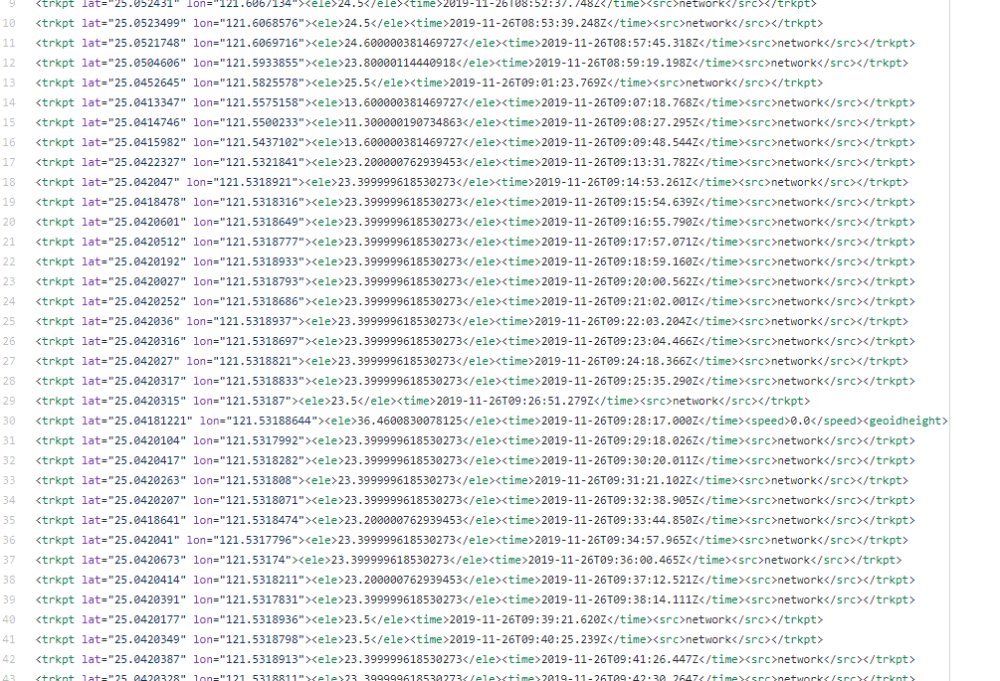 9 <trkpt lat="25.052431" lon="121.6067134"><ele>24.5</ele><time>2019-11-26T08:52:37.748Z</time><src>network</src></trkpt>
10 <trkpt lat="25.0523499" lon="121.6068576"><ele>24.5</ele><time>2019-11-26T08:53:39.248Z</time><src>network</src></trkpt>
11 <trkpt lat="25.0521748" lon="121.6069716"><ele>24.600000381469727</ele><time>2019-11-26T08:57:45.318Z</time><src>network</src></trkpt>
12 <trkpt lat="25.0504606" lon="121.5933855"><ele>23.80000114440918</ele><time>2019-11-26T08:59:19.198Z</time><src>network</src></trkpt>
13 <trkpt lat="25.0452645" lon="121.5825578"><ele>25.5</ele><time>2019-11-26T09:01:23.769Z</time><src>network</src></trkpt>
14 <trkpt lat="25.0413347" lon="121.5575158"><ele>13.600000381469727</ele><time>2019-11-26T09:07:18.768Z</time><src>network</src></trkpt>
15 <trkpt lat="25.0414746" lon="121.5500233"><ele>11.300000190734863</ele><time>2019-11-26T09:08:27.295Z</time><src>network</src></trkpt>
16 <trkpt lat="25.0415982" lon="121.5437102"><ele>13.600000381469727</ele><time>2019-11-26T09:09:48.544Z</time><src>network</src></trkpt>
17 <trkpt lat="25.0422327" lon="121.5321841"><ele>23.200000762939453</ele><time>2019-11-26T09:13:31.782Z</time><src>network</src></trkpt>
18 <trkpt lat="25.042047" lon="121.5318921"><ele>23.399999618530273</ele><time>2019-11-26T09:14:53.261Z</time><src>network</src></trkpt>
19 <trkpt lat="25.0418478" lon="121.5318316"><ele>23.399999618530273</ele><time>2019-11-26T09:15:54.639Z</time><src>network</src></trkpt>
20 <trkpt lat="25.0420601" lon="121.5318649"><ele>23.399999618530273</ele><time>2019-11-26T09:16:55.790Z</time><src>network</src></trkpt>
21 <trkpt lat="25.0420512" lon="121.5318777"><ele>23.399999618530273</ele><time>2019-11-26T09:17:57.071Z</time><src>network</src></trkpt>
22 <trkpt lat="25.0420192" lon="121.5318933"><ele>23.399999618530273</ele><time>2019-11-26T09:18:59.160Z</time><src>network</src></trkpt>
23 <trkpt lat="25.0420027" lon="121.5318793"><ele>23.399999618530273</ele><time>2019-11-26T09:20:00.562Z</time><src>network</src></trkpt>
24 <trkpt lat="25.0420252" lon="121.5318686"><ele>23.399999618530273</ele><time>2019-11-26T09:21:02.001Z</time><src>network</src></trkpt>
25 <trkpt lat="25.042036" lon="121.5318937"><ele>23.399999618530273</ele><time>2019-11-26T09:22:03.204Z</time><src>network</src></trkpt>
26 <trkpt lat="25.0420316" lon="121.5318697"><ele>23.399999618530273</ele><time>2019-11-26T09:23:04.466Z</time><src>network</src></trkpt>
27 <trkpt lat="25.042027" lon="121.5318821"><ele>23.399999618530273</ele><time>2019-11-26T09:24:18.366Z</time><src>network</src></trkpt>
28 <trkpt lat="25.0420317" lon="121.5318833"><ele>23.399999618530273</ele><time>2019-11-26T09:25:35.290Z</time><src>network</src></trkpt>
29 <trkpt lat="25.0420315" lon="121.53187"><ele>23.5</ele><time>2019-11-26T09:26:51.279Z</time><src>network</src></trkpt>
30 <trkpt lat="25.04181221" lon="121.53188644"><ele>36.4600830078125</ele><time>2019-11-26T09:28:17.000Z</time><speed>0.0</speed><geoidheight>
31 <trkpt lat="25.0420104" lon="121.5317992"><ele>23.399999618530273</ele><time>2019-11-26T09:29:18.026Z</time><src>network</src></trkpt>
32 <trkpt lat="25.0420417" lon="121.5318282"><ele>23.399999618530273</ele><time>2019-11-26T09:30:20.011Z</time><src>network</src></trkpt>
33 <trkpt lat="25.0420263" lon="121.531808"><ele>23.399999618530273</ele><time>2019-11-26T09:31:21.102Z</time><src>network</src></trkpt>
34 <trkpt lat="25.0420207" lon="121.5318071"><ele>23.399999618530273</ele><time>2019-11-26T09:32:38.905Z</time><src>network</src></trkpt>
35 <trkpt lat="25.0418641" lon="121.5318474"><ele>23.200000762939453</ele><time>2019-11-26T09:33:44.850Z</time><src>network</src></trkpt>
36 <trkpt lat="25.042041" lon="121.5317796"><ele>23.399999618530273</ele><time>2019-11-26T09:34:57.965Z</time><src>network</src></trkpt>
37 <trkpt lat="25.0420673" lon="121.53174"><ele>23.399999618530273</ele><time>2019-11-26T09:36:00.465Z</time><src>network</src></trkpt>
38 <trkpt lat="25.0420414" lon="121.5318211"><ele>23.200000762939453</ele><time>2019-11-26T09:37:12.521Z</time><src>network</src></trkpt>
39 <trkpt lat="25.0420391" lon="121.5317831"><ele>23.399999618530273</ele><time>2019-11-26T09:38:14.111Z</time><src>network</src></trkpt>
40 <trkpt lat="25.0420177" lon="121.5318936"><ele>23.5</ele><time>2019-11-26T09:39:21.620Z</time><src>network</src></trkpt>
41 <trkpt lat="25.0420349" lon="121.5318798"><ele>23.5</ele><time>2019-11-26T09:40:25.239Z</time><src>network</src></trkpt>
42 <trkpt lat="25.0420387" lon="121.5318913"><ele>23.399999618530273</ele><time>2019-11-26T09:41:26.447Z</time><src>network</src></trkpt>
43 <trkpt lat="25.0420328" lon="121.5318811"><ele>23.399999618530273</ele><time>2019-11-26T09:42:30.264Z</time><src>network</src></trkpt>